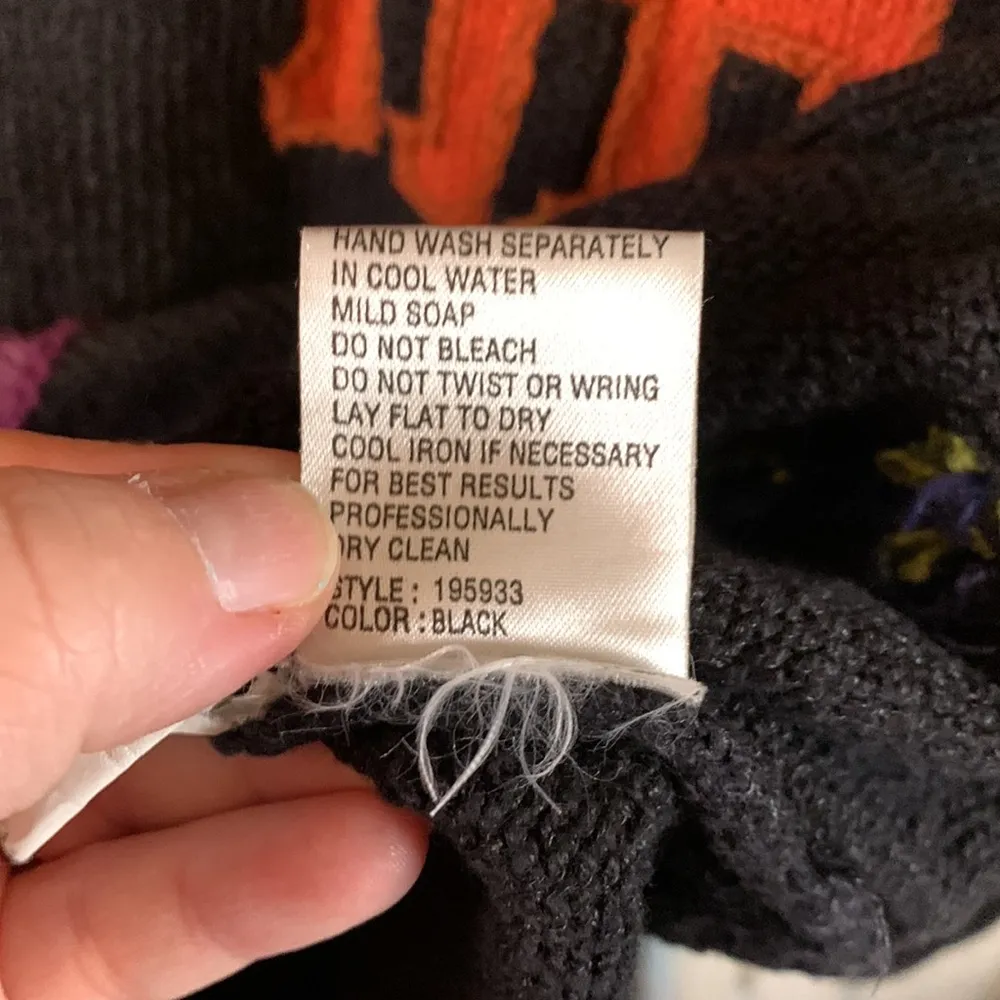 HAND WASH SEPARATELY
IN COOL WATER
MILD SOAP
DO NOT BLEACH
DO NOT TWIST OR WRING
LAY FLAT TO DRY
COOL IRON IF NECESSARY
FOR BEST RESULTS
PROFESSIONALLY
DRY CLEAN
STYLE : 195933
COLOR : BLACK